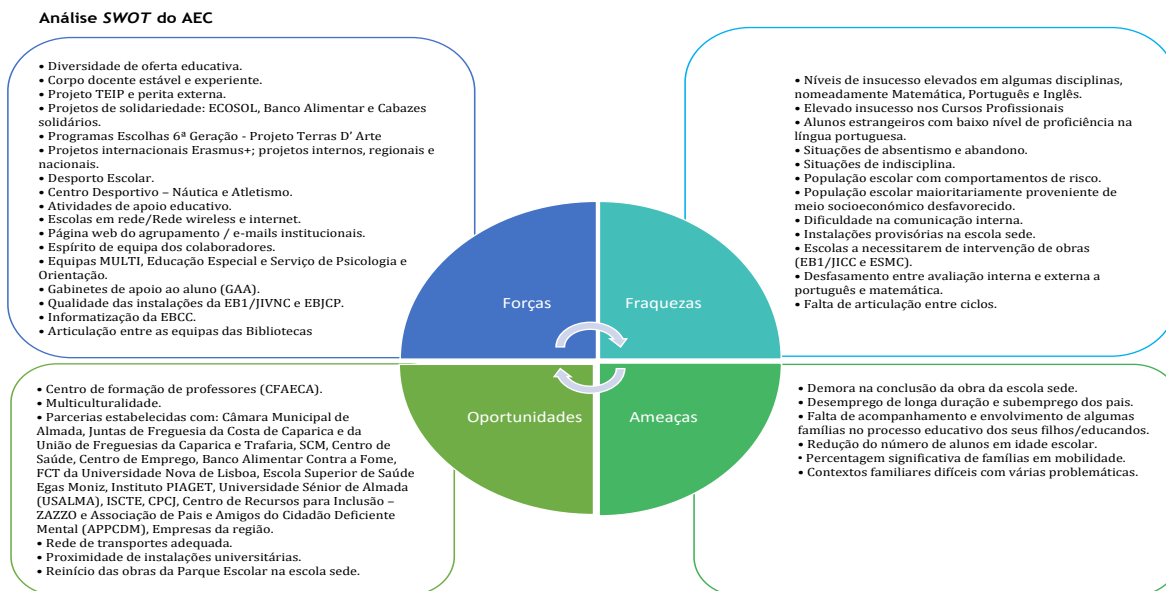 Análise SWOT do AEC
• Diversidade de oferta educativa.
• Corpo docente estável e experiente.
• Projeto TEIP e perita externa.
• Projetos de solidariedade: ECOSOL, Banco Alimentar e Cabazes
solidários.
• Programas Escolhas 6ª Geração - Projeto Terras D' Arte
• Projetos internacionais Erasmus+; projetos internos, regionais e
nacionais.
• Desporto Escolar.
• Centro Desportivo – Náutica e Atletismo.
• Atividades de apoio educativo.
• Escolas em rede/Rede wireless e internet.
• Página web do agrupamento / e-mails institucionais.
• Espírito de equipa dos colaboradores.
• Equipas MULTI, Educação Especial e Serviço de Psicologia e
Orientação.
• Gabinetes de apoio ao aluno (GAA).
• Qualidade das instalações da EB1/JIVNC e EBJCP.
• Informatização da EBCC.
• Articulação entre as equipas das Bibliotecas
• Níveis de insucesso elevados em algumas disciplinas,
nomeadamente Matemática, Português e Inglês.
• Elevado insucesso nos Cursos Profissionais
• Alunos estrangeiros com baixo nível de proficiência na
língua portuguesa.
• Situações de absentismo e abandono.
• Situações de indisciplina.
• População escolar com comportamentos de risco.
• População escolar maioritariamente proveniente de
meio socioeconómico desfavorecido.
• Dificuldade na comunicação interna.
• Instalações provisórias na escola sede.
• Escolas a necessitarem de intervenção de obras
(EB1/JICC e ESMC).
• Desfasamento entre avaliação interna e externa a
português e matemática.
• Falta de articulação entre ciclos.
Forças
Fraquezas
Oportunidades
Ameaças
• Centro de formação de professores (CFAECA).
• Multiculturalidade.
• Parcerias estabelecidas com: Câmara Municipal de
Almada, Juntas de Freguesia da Costa de Caparica e da
União de Freguesias da Caparica e Trafaria, SCM, Centro de
Saúde, Centro de Emprego, Banco Alimentar Contra a Fome,
FCT da Universidade Nova de Lisboa, Escola Superior de Saúde
Egas Moniz, Instituto PIAGET, Universidade Sénior de Almada
(USALMA), ISCTE, CPCJ, Centro de Recursos para Inclusão –
ZAZZO e Associação de Pais e Amigos do Cidadão Deficiente
Mental (APPCDM), Empresas da região.
• Rede de transportes adequada.
• Proximidade de instalações universitárias.
• Reinício das obras da Parque Escolar na escola sede.
• Demora na conclusão da obra da escola sede.
• Desemprego de longa duração e subemprego dos pais.
• Falta de acompanhamento e envolvimento de algumas
famílias no processo educativo dos seus filhos/educandos.
• Redução do número de alunos em idade escolar.
• Percentagem significativa de famílias em mobilidade.
• Contextos familiares difíceis com várias problemáticas.